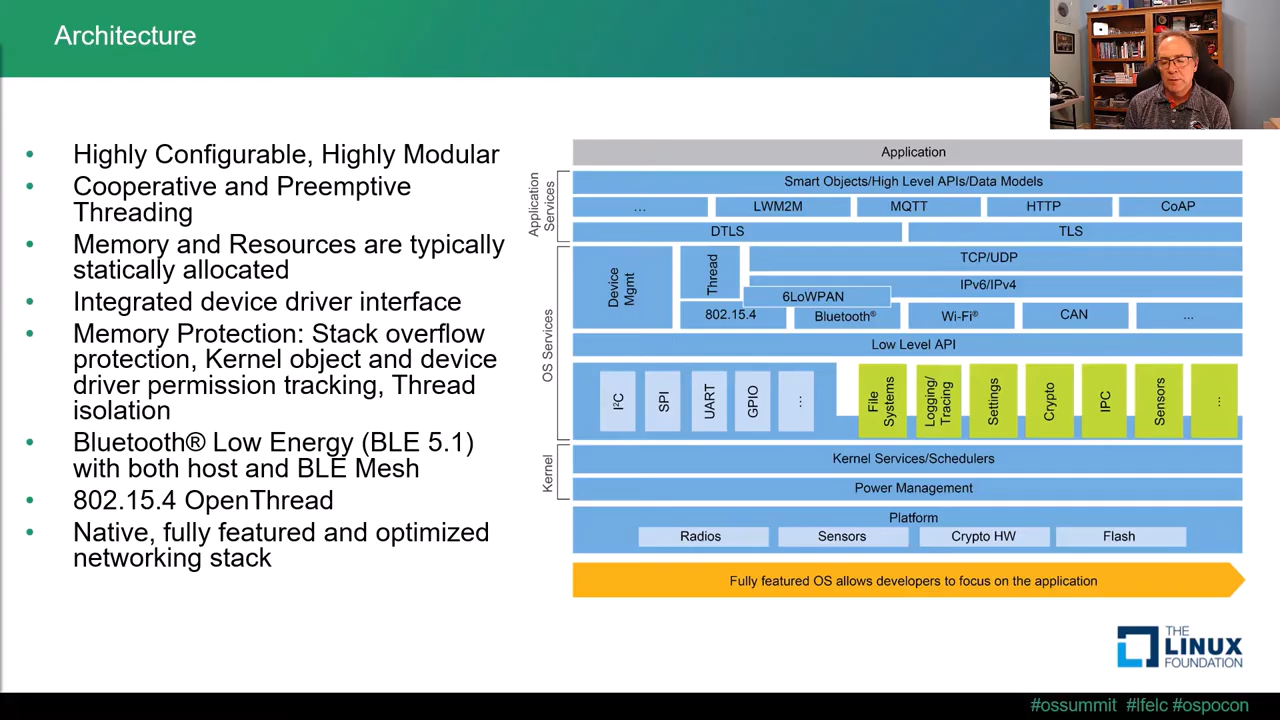 Architecture
• Highly Configurable, Highly Modular
• Cooperative and Preemptive
Threading
• Memory and Resources are typically
statically allocated
• Integrated device driver interface
• Memory Protection: Stack overflow
protection, Kernel object and device
driver permission tracking, Thread
isolation
• Bluetooth® Low Energy (BLE 5.1)
with both host and BLE Mesh
• 802.15.4 OpenThread
• Native, fully featured and optimized
networking stack
Application
Application
Services
Smart Objects/High Level APIs/Data Models
... LWM2M MQTT HTTP CoAP
DTLS TLS
OS Services
Device
Mgmt
Thread
TCP/UDP
IPv6/IPv4
6LoWPAN
802.15.4 Bluetooth® Wi-Fi® CAN ...
Low Level API
I²C SPI UART GPIO ...
File
Systems
Logging/
Tracing
Settings
Crypto
IPC
Sensors
...
Kernel
Kernel Services/Schedulers
Power Management
Platform
Radios Sensors Crypto HW Flash
Fully featured OS allows developers to focus on the application
THE
LINUX
FOUNDATION
#ossummit #lfelc #ospocon